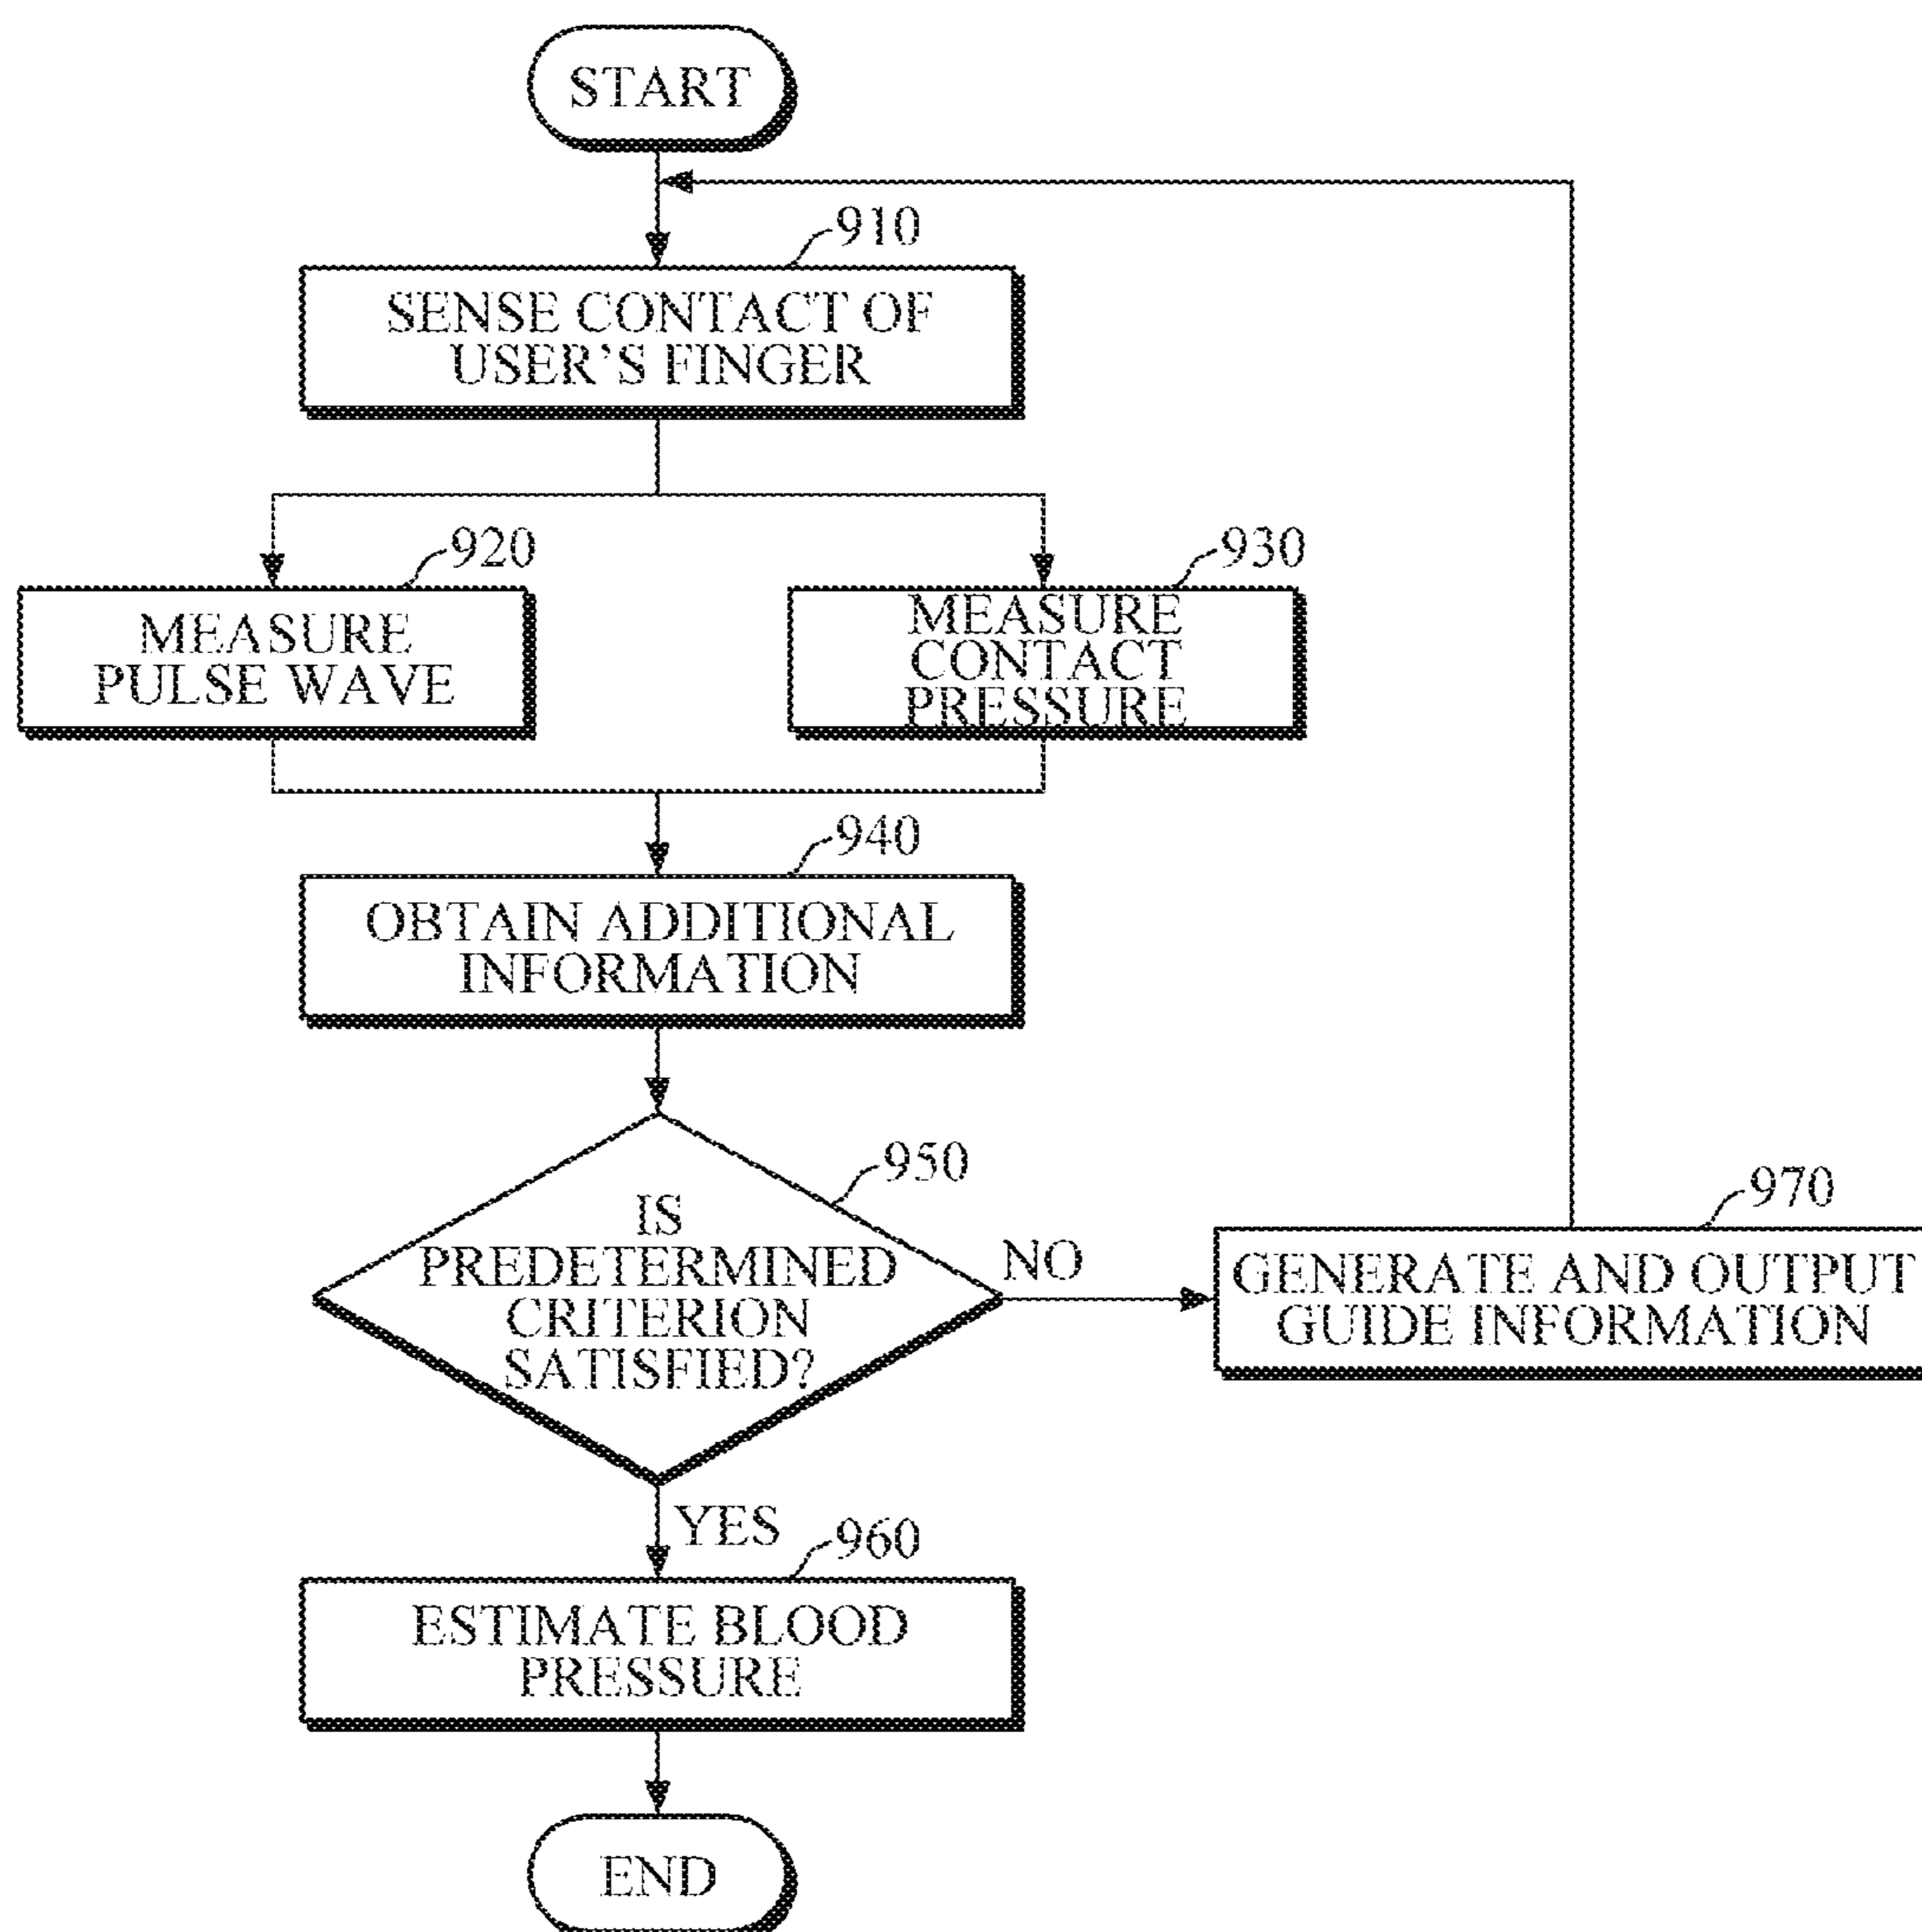 START
910
SENSE CONTACT OF
USER'S FINGER
920
MEASURE
PULSE WAVE
930
MEASURE
CONTACT
PRESSURE
940
OBTAIN ADDITIONAL
INFORMATION
950
IS
PREDETERMINED
CRITERION
SATISFIED?
NO
970
GENERATE AND OUTPUT
GUIDE INFORMATION
YES
960
ESTIMATE BLOOD
PRESSURE
END